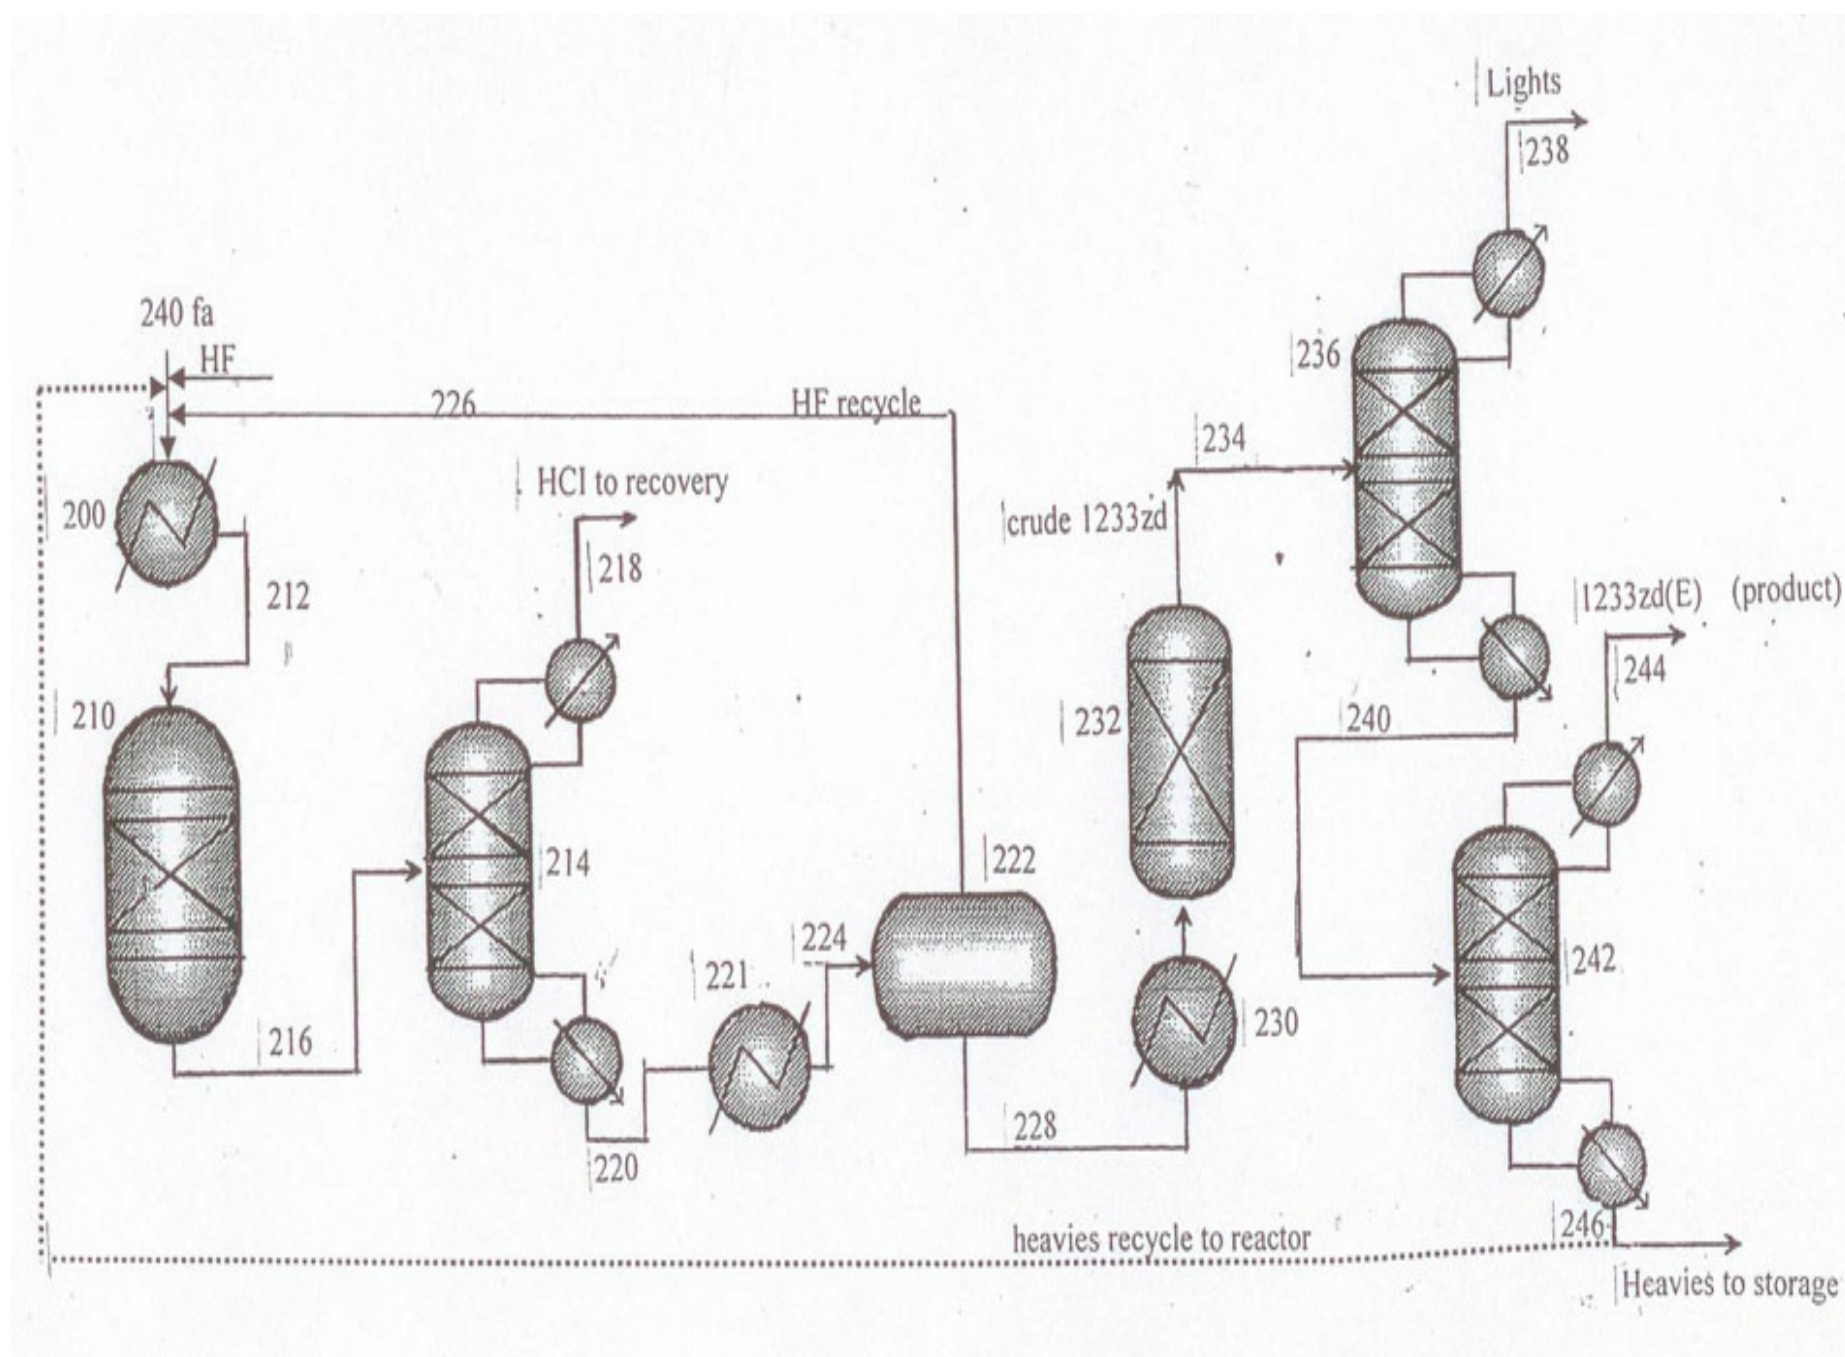 Lights
238
240 fa
HF
236
226
HF recycle
234
HCl to recovery
crude 1233zd
200
218
212
1233zd(E) (product)
244
210
232
240
214
222
224
242
221
230
216
228
220
246
heavies recycle to reactor
Heavies to storage